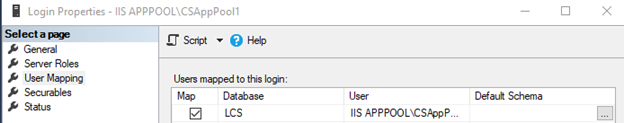 Login Properties - IIS APPPOOL\CSAppPool1
Select a page
General
Server Roles
User Mapping
Securables
Status
Script Help
Users mapped to this login:
Map Database User Default Schema
LCS IIS APPPOOL\CSAppP... ...